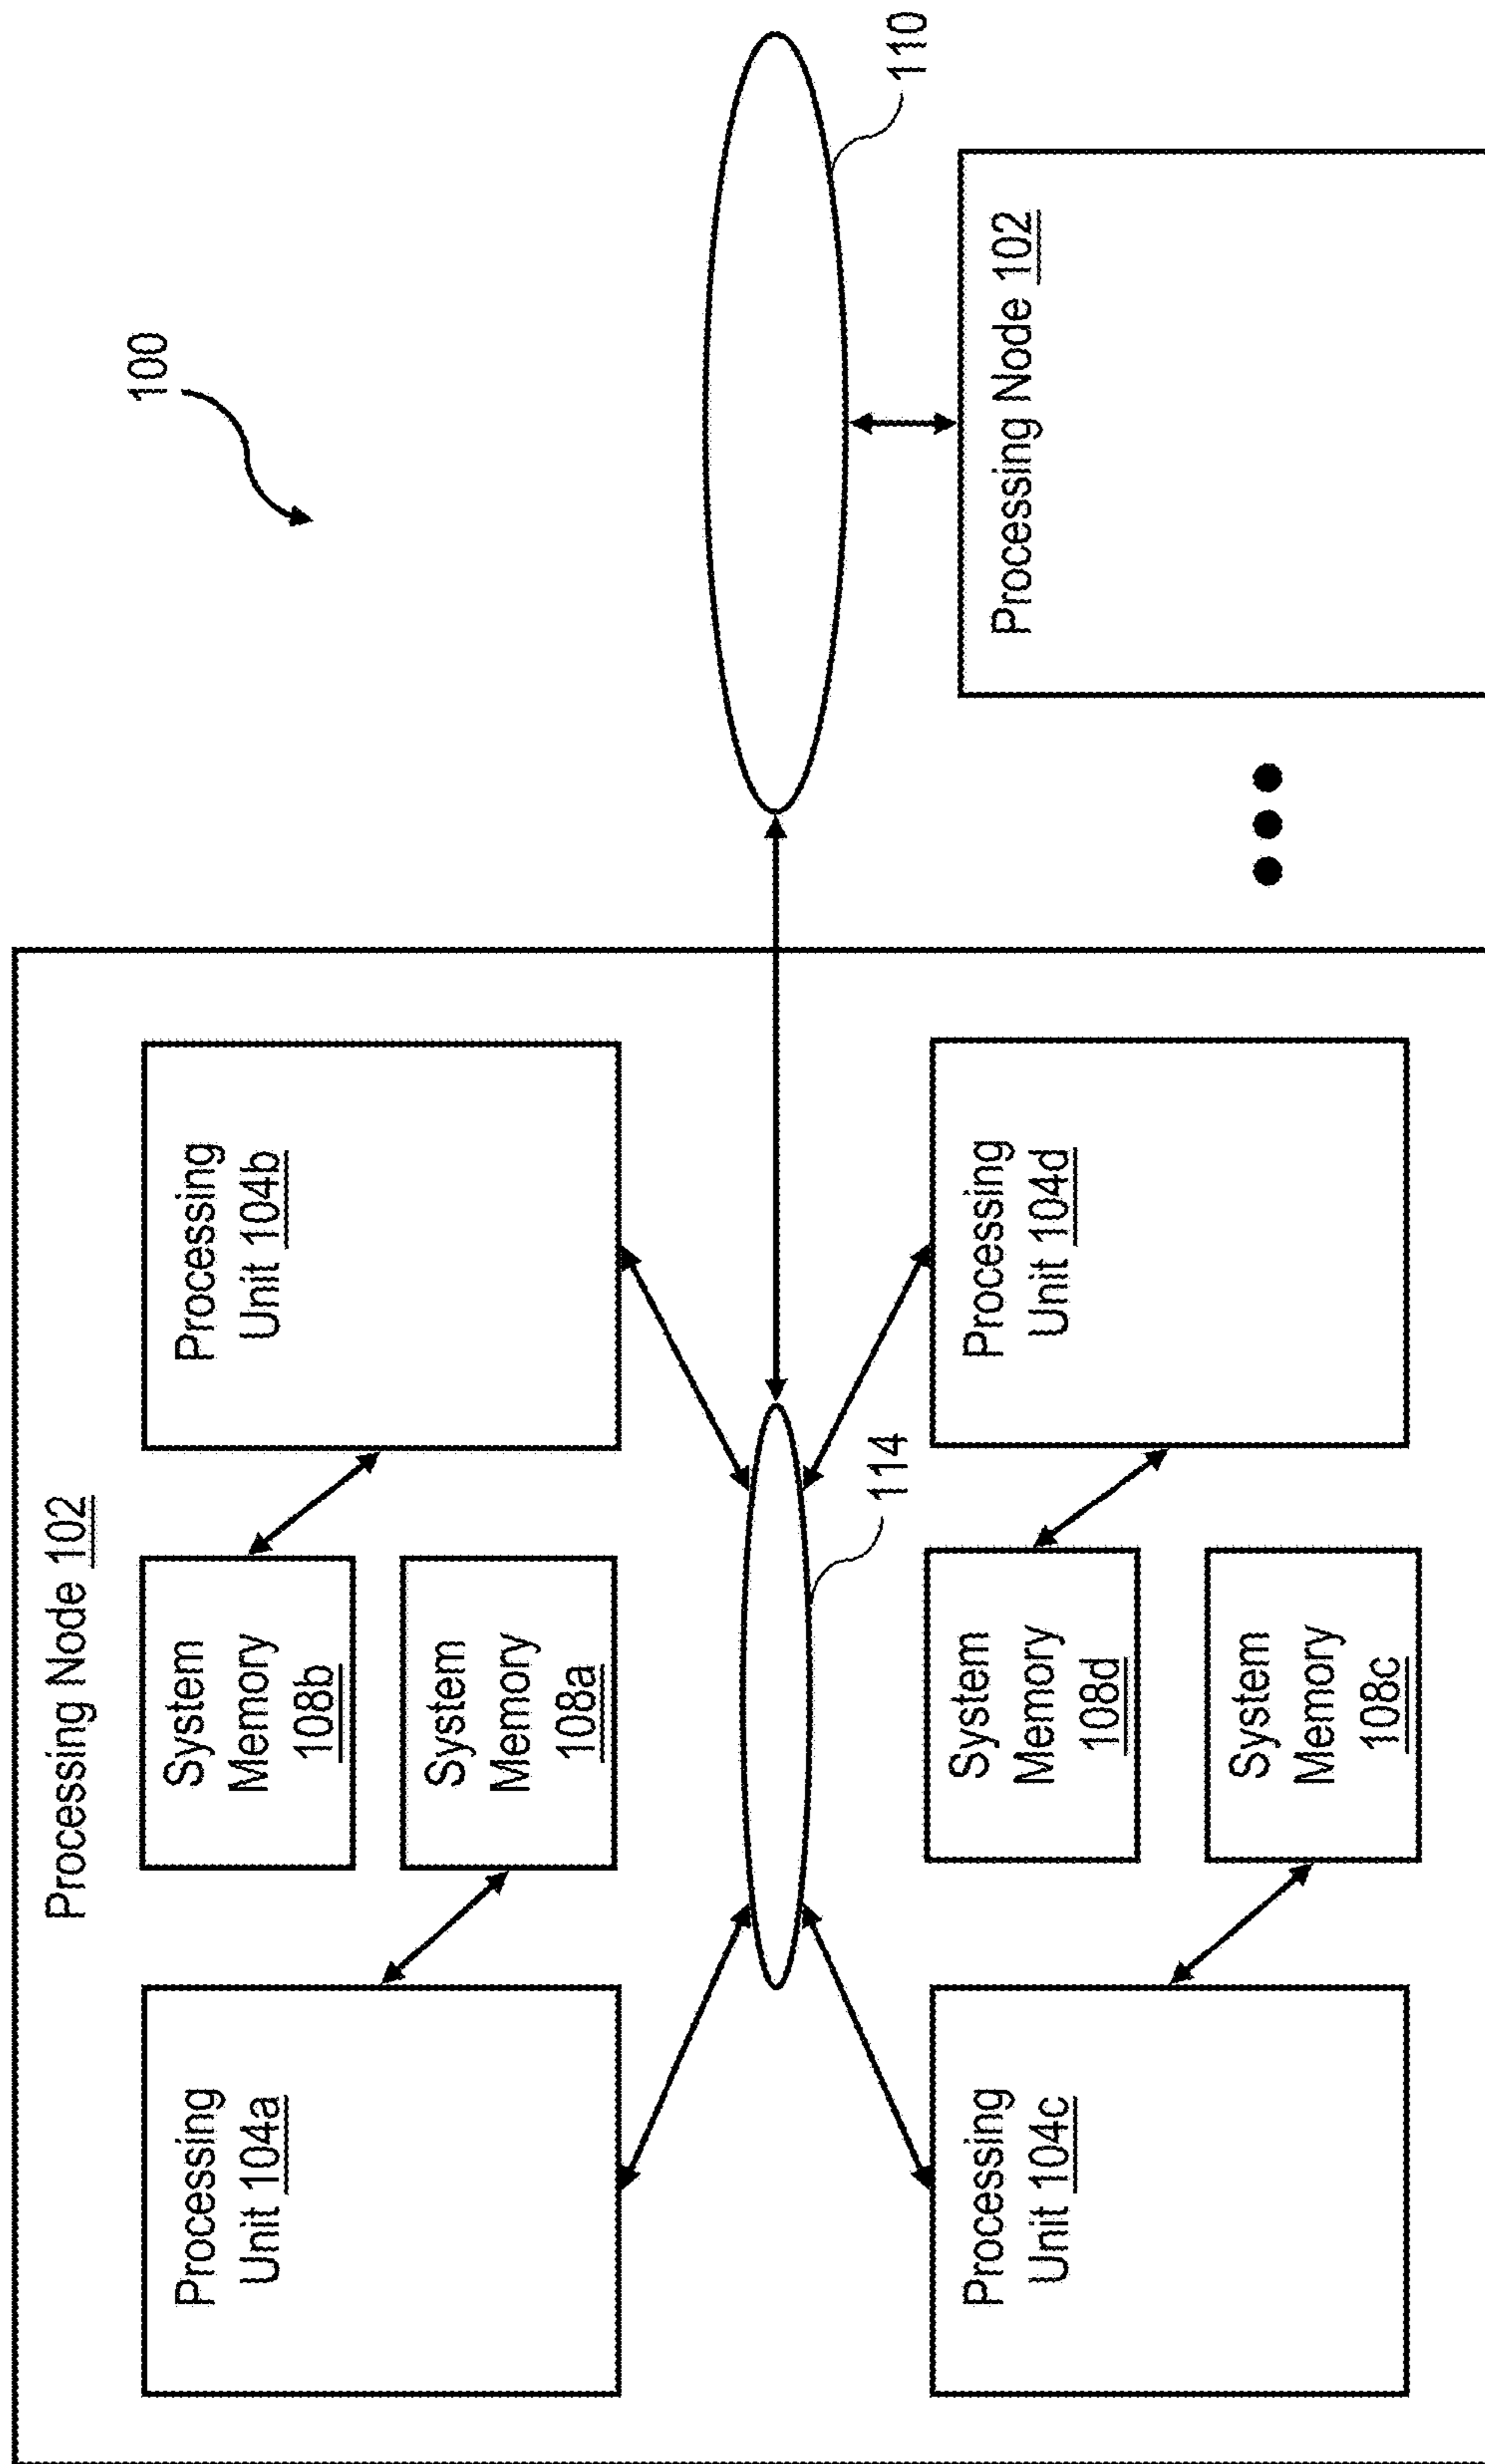 100
Processing Node 102
Processing
Unit 104a
System
Memory
108b
System
Memory
108a
Processing
Unit 104b
110
114
Processing
Unit 104c
System
Memory
108d
System
Memory
108c
Processing
Unit 104d
Processing Node 102